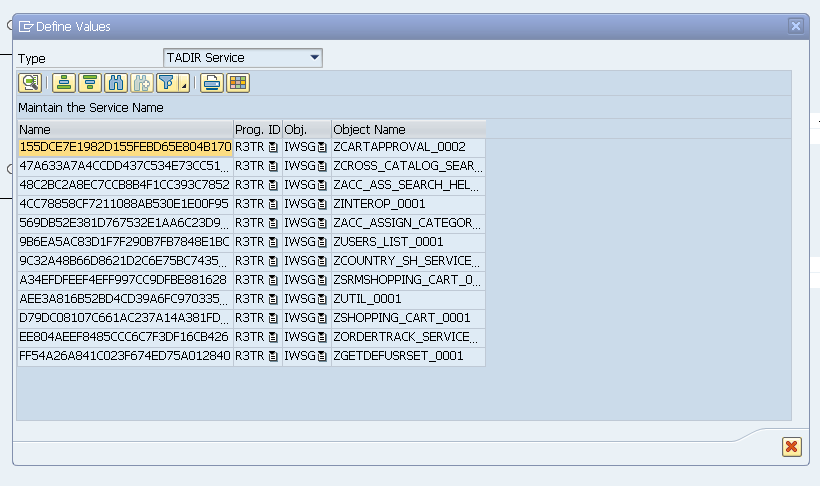 Define Values
Type TADIR Service
Maintain the Service Name
Name Prog. ID Obj. Object Name
155DCE7E1982D155FEBD65E804B170 R3TR IWSG ZCARTAPPROVAL_0002
47A633A7A4CCDD437C534E73CC51... R3TR IWSG ZCROSS_CATALOG_SEAR...
48C2BC2A8EC7CCB8B4F1CC393C7852 R3TR IWSG ZACC_ASS_SEARCH_HEL...
4CC78858CF7211088AB530E1E00F95 R3TR IWSG ZINTEROP_0001
569DB52E381D767532E1AA6C23D9... R3TR IWSG ZACC_ASSIGN_CATEGOR...
9B6EA5AC83D1F7F290B7FB7848E1BC R3TR IWSG ZUSERS_LIST_0001
9C32A48B66D8621D2C6E75BC7435... R3TR IWSG ZCOUNTRY_SH_SERVICE...
A34EFDFEEF4EFF997CC9DFBE881628 R3TR IWSG ZSRMSHOPPING_CART_0...
AEE3A816B52BD4CD39A6FC970335... R3TR IWSG ZUTIL_0001
D79DC08107C661AC237A14A381FD... R3TR IWSG ZSHOPPING_CART_0001
EE804AEEF8485CCC6C7F3DF16CB426 R3TR IWSG ZORDERTRACK_SERVICE...
FF54A26A841C023F674ED75A012840 R3TR IWSG ZGETDEFUSRSET_0001